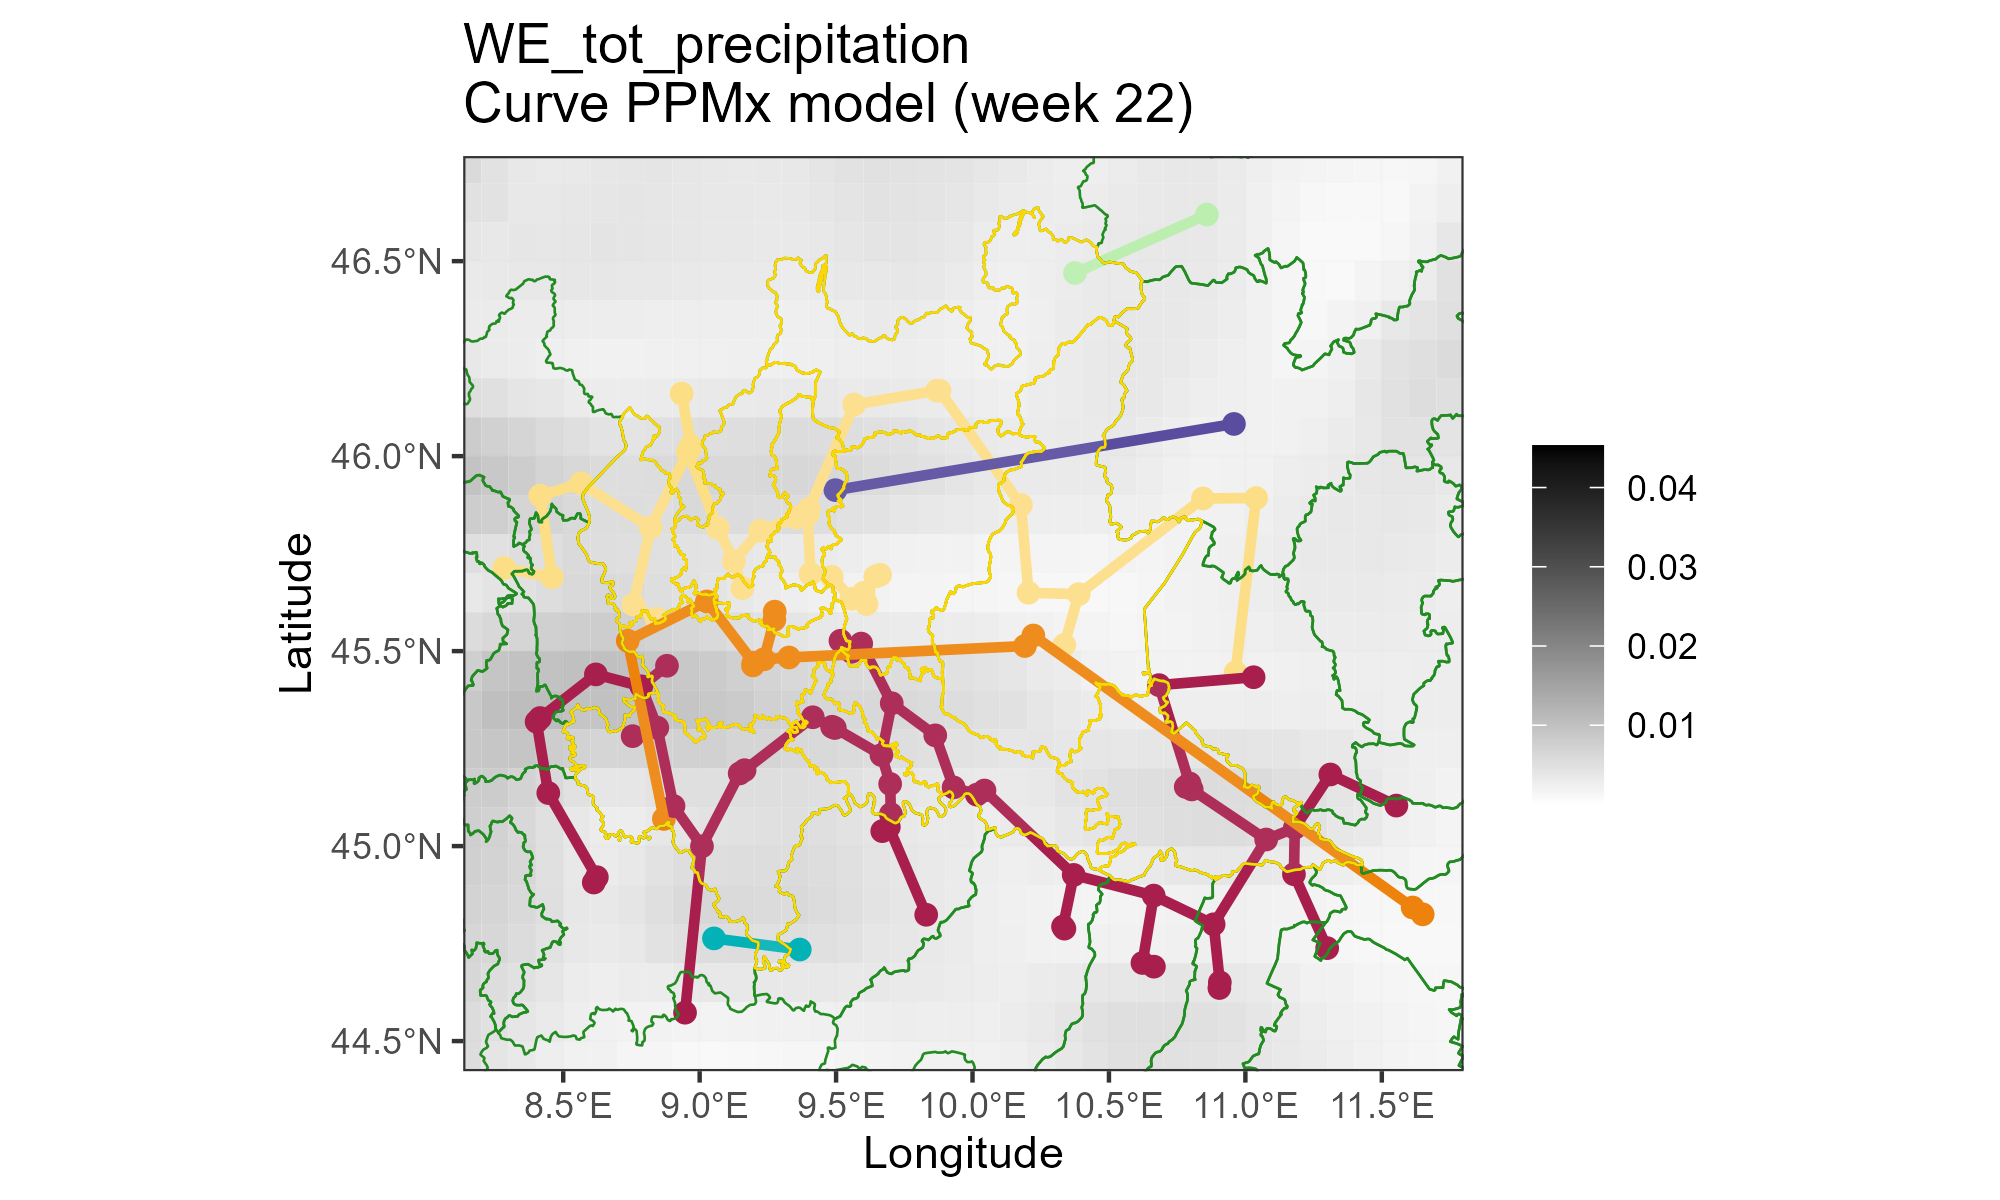 WE_tot_precipitation
Curve PPMx model (week 22)
46.5°N
46.0°N
45.5°N
45.0°N
44.5°N
Latitude
8.5°E 9.0°E 9.5°E 10.0°E 10.5°E 11.0°E 11.5°E
Longitude
0.04
0.03
0.02
0.01